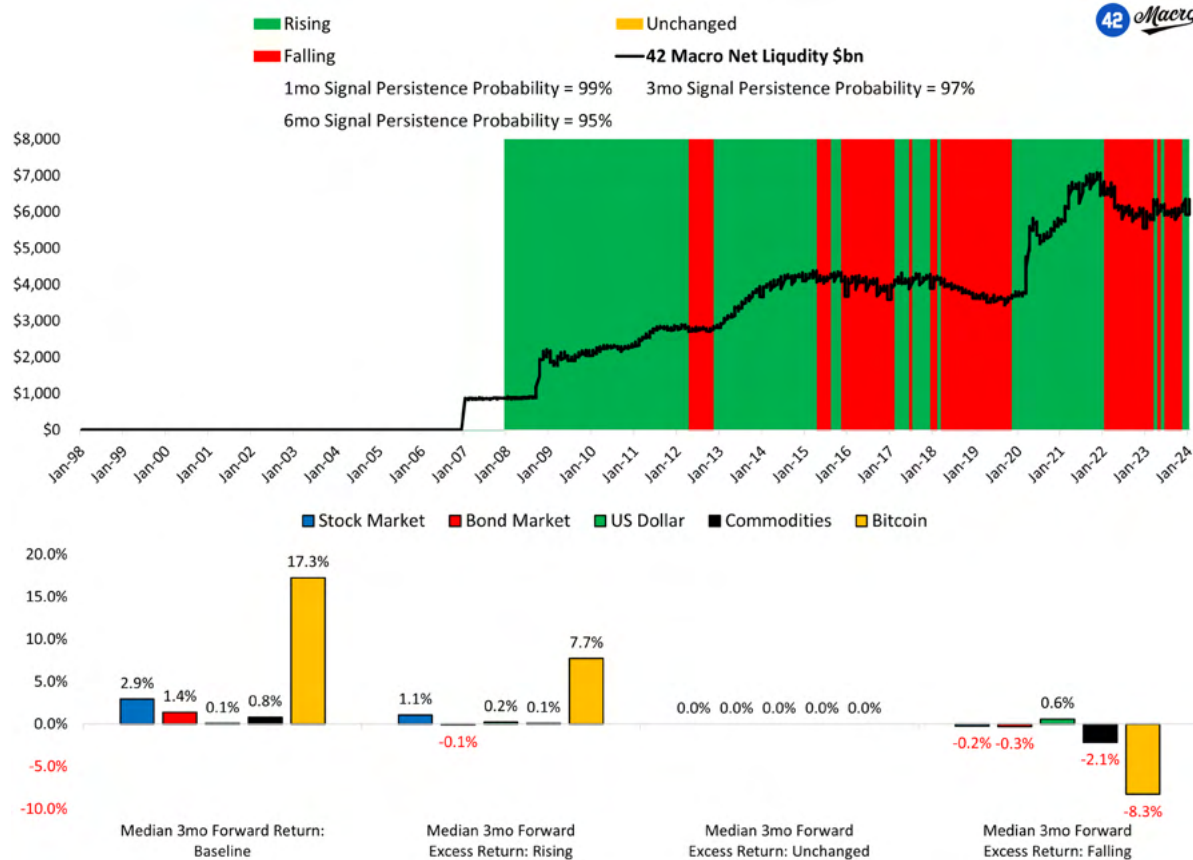 Rising
Unchanged
42 Macro
Falling
42 Macro Net Liqudity $bn
1mo Signal Persistence Probability = 99%
3mo Signal Persistence Probability = 97%
6mo Signal Persistence Probability = 95%
$8,000
$7,000
$6,000
$5,000
$4,000
$3,000
$2,000
$1,000
$0
Jan-98 Jan-99 Jan-00 Jan-01 Jan-02 Jan-03 Jan-04 Jan-05 Jan-06 Jan-07 Jan-08 Jan-09 Jan-10 Jan-11 Jan-12 Jan-13 Jan-14 Jan-15 Jan-16 Jan-17 Jan-18 Jan-19 Jan-20 Jan-21 Jan-22 Jan-23 Jan-24
Stock Market Bond Market US Dollar Commodities Bitcoin
20.0%
15.0%
10.0%
5.0%
0.0%
-5.0%
-10.0%
2.9% 1.4% 0.1% 0.8% 17.3%
1.1% -0.1% 0.2% 0.1% 7.7%
0.0% 0.0% 0.0% 0.0% 0.0%
-0.2% -0.3% 0.6% -2.1% -8.3%
Median 3mo Forward Return:
Baseline
Median 3mo Forward
Excess Return: Rising
Median 3mo Forward
Excess Return: Unchanged
Median 3mo Forward
Excess Return: Falling